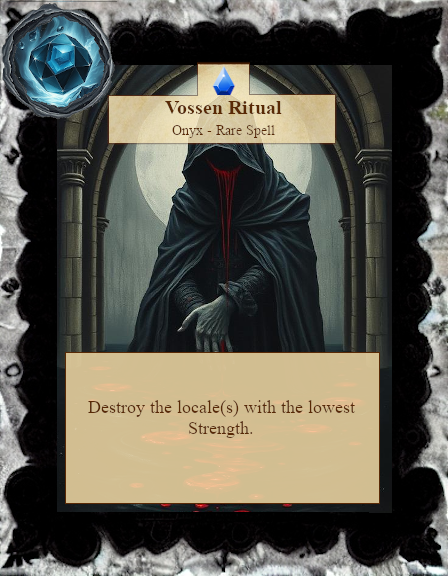 Vossen Ritual
Onyx - Rare Spell
Destroy the locale(s) with the lowest
Strength.